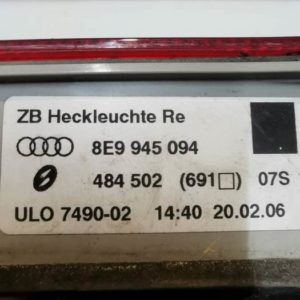 ZB Heckleuchte Re
8E9 945 094
484 502 (691□) 07S
ULO 7490-02 14:40 20.02.06